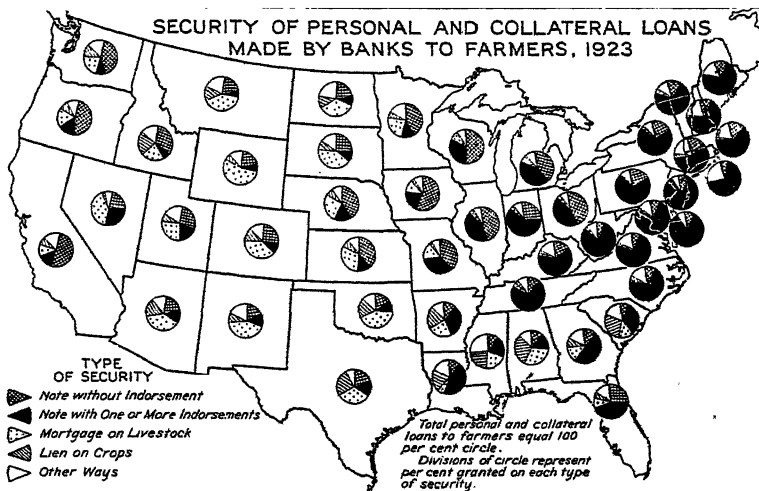 SECURITY OF PERSONAL AND COLLATERAL LOANS
MADE BY BANKS TO FARMERS, 1923
TYPE
OF SECURITY
Note without Indorsement
Note with One or More Indorsements
Mortgage on Livestock
Lien on Crops
Other Ways
Total personal and collateral
loans to farmers equal 100
per cent circle.
Divisions of circle represent
per cent granted on each type
of security.